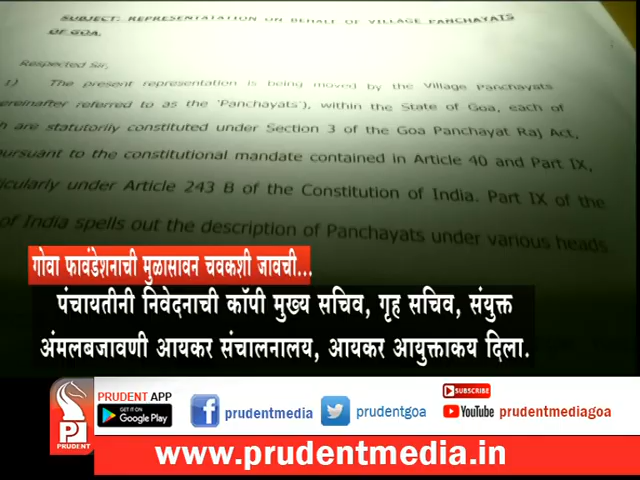 SUBJECT: REPRESENTATATION ON BEHALF OF VILLAGE PANCHAYATS
OF GOA.
Respected Sir,
1) The present representation is being moved by the Village Panchayats
ereinafter referred to as the 'Panchayats'), within the State of Goa, each of
h are statutorily constituted under Section 3 of the Goa Panchayat Raj Act,
ursuant to the constitutional mandate contained in Article 40 and Part IX,
icularly under Article 243 B of the Constitution of India. Part IX of the
of India spells out the description of Panchayats under various heads
गोवा फावंडेशनाची मुळासावन चवकशी जावची...
पंचायतीनी निवेदनाची कॉपी मुख्य सचिव, गृह सचिव, संयुक्त
अंमलबजावणी आयकर संचालनालय, आयकर आयुक्ताकय दिला.
PRUDENT APP
GET IT ON
Google Play
prudentmedia
prudentgoa
SUBSCRIBE
YouTube prudentmediagoa
PRUDENT
www.prudentmedia.in